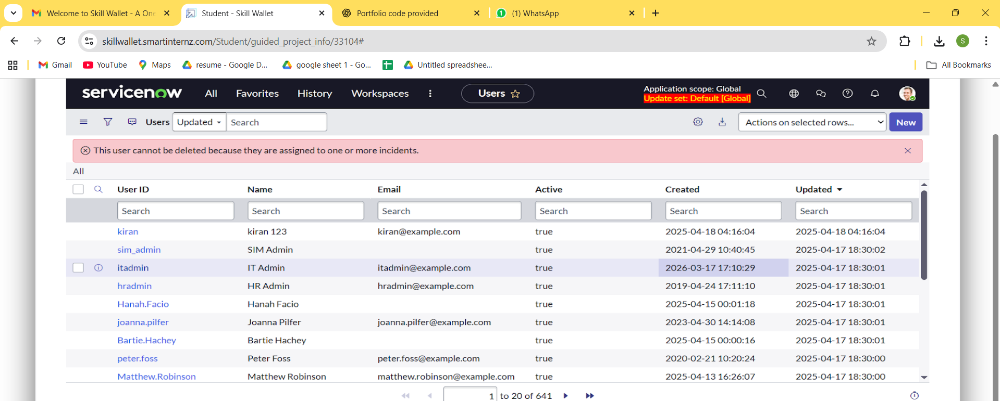 Welcome to Skill Wallet - A One
Student - Skill Wallet
Portfolio code provided
1 (1) WhatsApp
skillwallet.smartinternz.com/Student/guided_project_info/33104#
S
Gmail
YouTube
Maps
resume - Google D...
google sheet 1 - Go...
Untitled spreadshee...
All Bookmarks
servicenow
All
Favorites
History
Workspaces
Users
Application scope: Global
Update set: Default [Global]
Users
Updated
Search
Actions on selected rows...
New
This user cannot be deleted because they are assigned to one or more incidents.
All
User ID Name Email Active Created Updated
Search Search Search Search Search Search
kiran kiran 123 kiran@example.com true 2025-04-18 04:16:04 2025-04-18 04:16:04
sim_admin SIM Admin true 2021-04-29 10:40:45 2025-04-17 18:30:02
itadmin IT Admin itadmin@example.com true 2026-03-17 17:10:29 2025-04-17 18:30:01
hradmin HR Admin hradmin@example.com true 2019-04-24 17:11:10 2025-04-17 18:30:01
Hanah.Facio Hanah Facio true 2025-04-15 00:01:18 2025-04-17 18:30:01
joanna.pilfer Joanna Pilfer joanna.pilfer@example.com true 2023-04-30 14:14:08 2025-04-17 18:30:01
Bartie.Hachey Bartie Hachey true 2025-04-15 00:00:16 2025-04-17 18:30:01
peter.foss Peter Foss peter.foss@example.com true 2020-02-21 10:20:24 2025-04-17 18:30:00
Matthew.Robinson Matthew Robinson matthew.robinson@example.com true 2025-04-13 16:26:07 2025-04-17 18:30:00
1 to 20 of 641